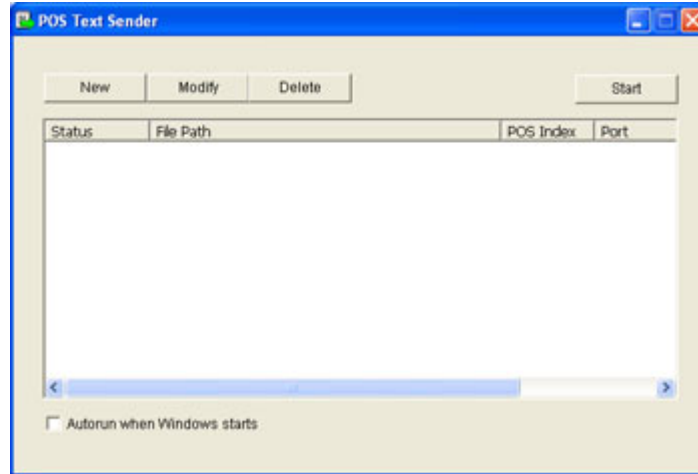 POS Text Sender
New Modify Delete Start
Status File Path POS Index Port
Autorun when Windows starts